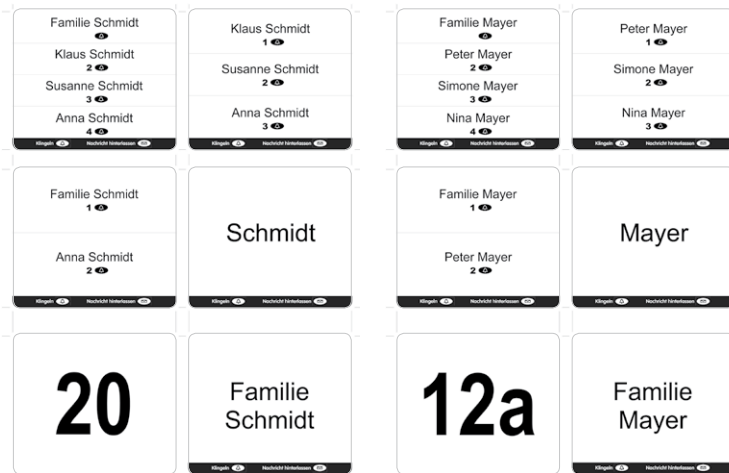 Familie Schmidt
Klaus Schmidt
2
Susanne Schmidt
3
Anna Schmidt
4
Klingeln Nachricht hinterlassen
Klaus Schmidt
1
Susanne Schmidt
2
Anna Schmidt
3
Klingeln Nachricht hinterlassen
Familie Mayer
Peter Mayer
2
Simone Mayer
3
Nina Mayer
4
Klingeln Nachricht hinterlassen
Peter Mayer
1
Simone Mayer
2
Nina Mayer
3
Klingeln Nachricht hinterlassen
Familie Schmidt
1
Anna Schmidt
2
Klingeln Nachricht hinterlassen
Schmidt
Klingeln Nachricht hinterlassen
Familie Mayer
1
Peter Mayer
2
Klingeln Nachricht hinterlassen
Mayer
Klingeln Nachricht hinterlassen
20
Familie
Schmidt
Klingeln Nachricht hinterlassen
12a
Familie
Mayer
Klingeln Nachricht hinterlassen